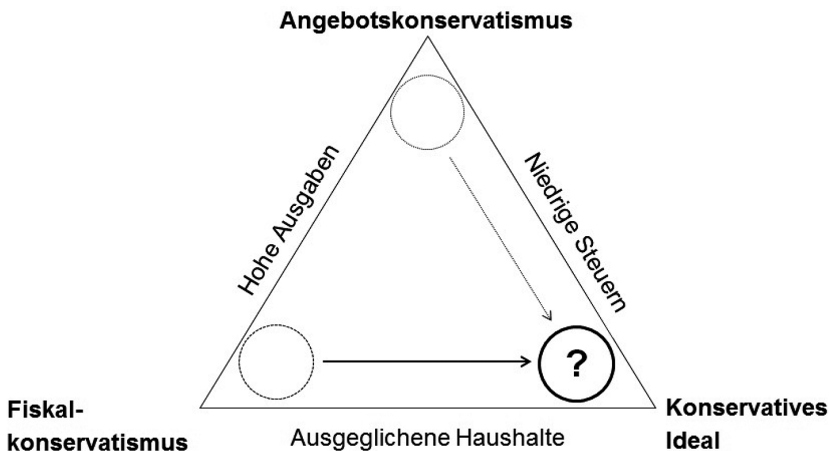 Angebotskonservatismus
Hohe Ausgaben
Niedrige Steuern
?
Fiskal-
konservatismus
Ausgeglichene Haushalte
Konservatives
Ideal